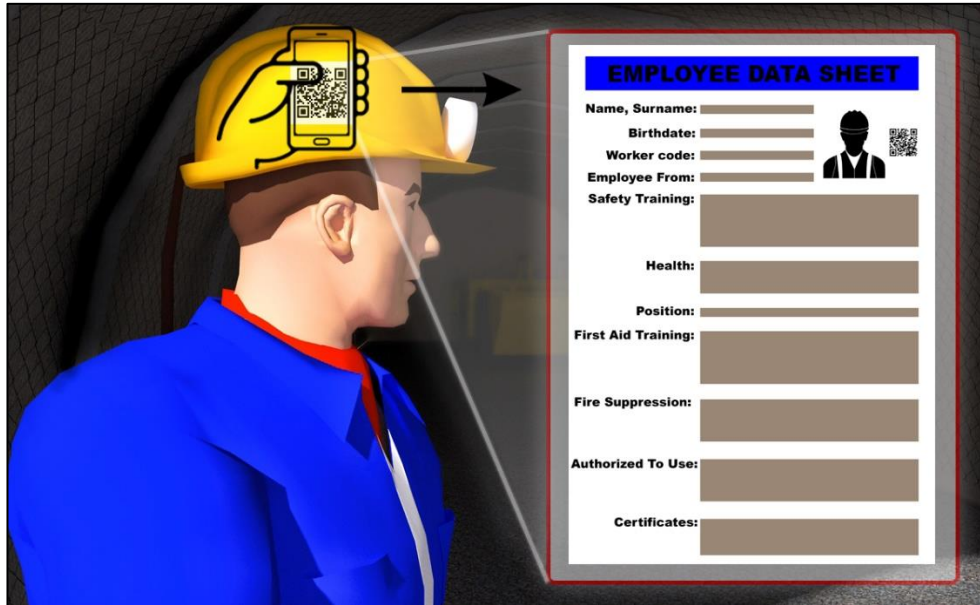 EMPLOYEE DATA SHEET
Name, Surname:
Birthdate:
Worker code:
Employee From:
Safety Training:
Health:
Position:
First Aid Training:
Fire Suppression:
Authorized To Use:
Certificates: